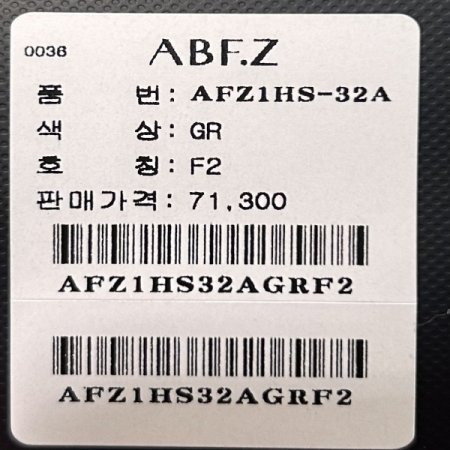 0036 ABF.Z
품 번: AFZ1HS-32A
색 상: GR
호 칭: F2
판매가격: 71,300
AFZ1HS32AGRF2
AFZ1HS32AGRF2